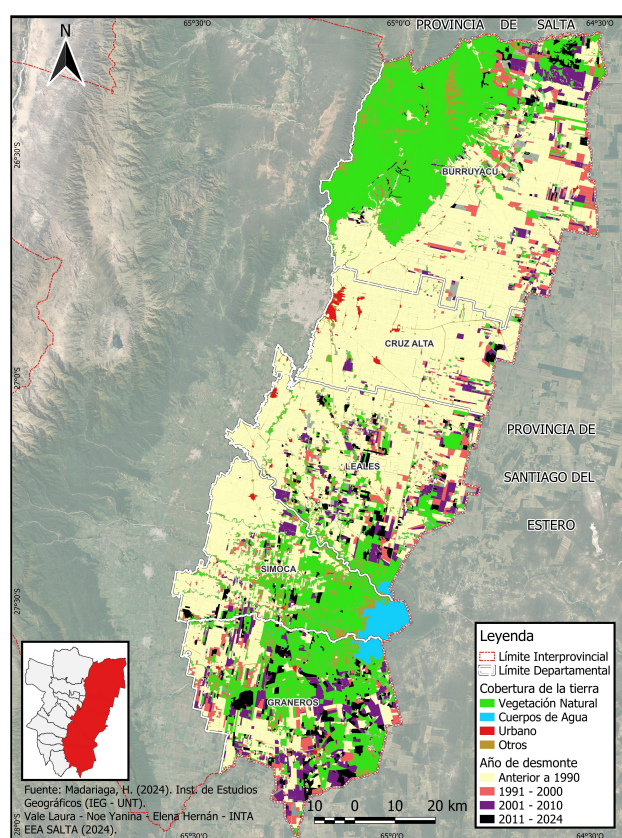 65°30'O
65°0'O
64°30'O
PROVINCIA DE SALTA
N
26°30'S
BURRUYACÚ
CRUZ ALTA
27°0'S
PROVINCIA DE
SANTIAGO DEL
ESTERO
LEALES
SIMOCA
27°30'S
GRANEROS
Leyenda
Límite Interprovincial
Límite Departamental
Cobertura de la tierra
Vegetación Natural
Cuerpos de Agua
Urbano
Otros
Año de desmonte
Anterior a 1990
1991 - 2000
2001 - 2010
2011 - 2024
Fuente: Madariaga, H. (2024). Inst. de Estudios
Geográficos (IEG - UNT).
Vale Laura - Noe Yanina - Elena Hernán - INTA
EEA SALTA (2024).
10 0 10 20 km
28°0'S
65°30'O
65°0'O
64°30'O